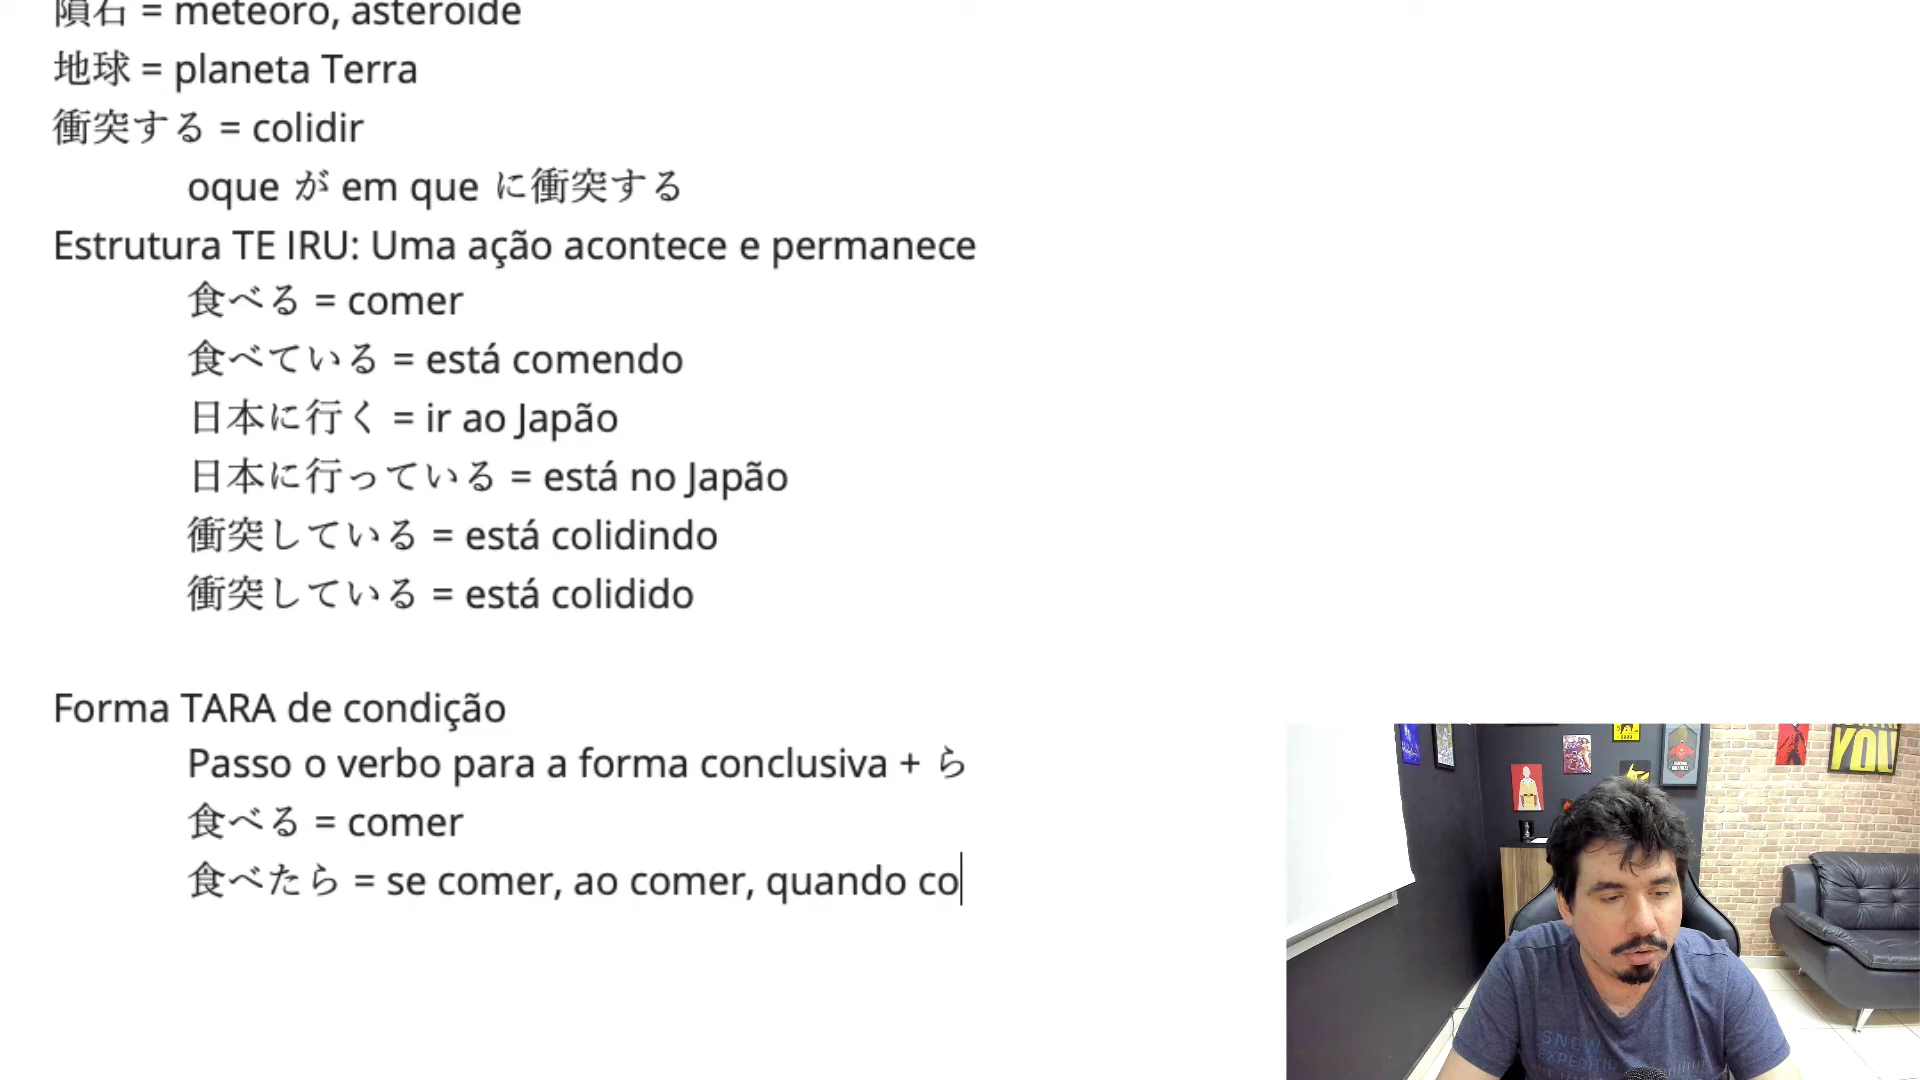 隕石 = meteoro, asteroide
地球 = planeta Terra
衝突する = colidir
oque が em que に衝突する
Estrutura TE IRU: Uma ação acontece e permanece
食べる = comer
食べている = está comendo
日本に行く = ir ao Japão
日本に行っている = está no Japão
衝突している = está colidindo
衝突している = está colidido
Forma TARA de condição
Passo o verbo para a forma conclusiva + ら
食べる = comer
食べたら = se comer, ao comer, quando co
YOU
SNOW